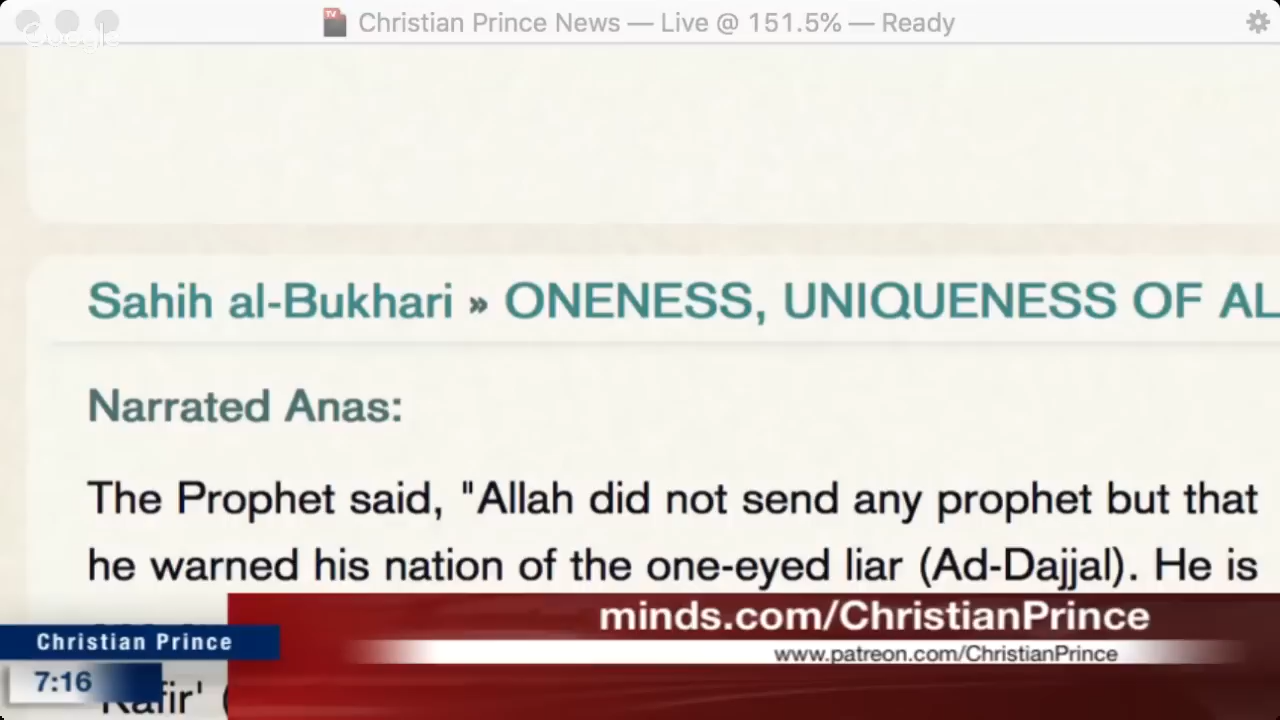 Christian Prince News — Live @ 151.5% — Ready
Google
Sahih al-Bukhari » ONENESS, UNIQUENESS OF AL
Narrated Anas:
The Prophet said, "Allah did not send any prophet but that
he warned his nation of the one-eyed liar (Ad-Dajjal). He is
minds.com/ChristianPrince
Christian Prince
www.patreon.com/ChristianPrince
7:16
'Kafir' (